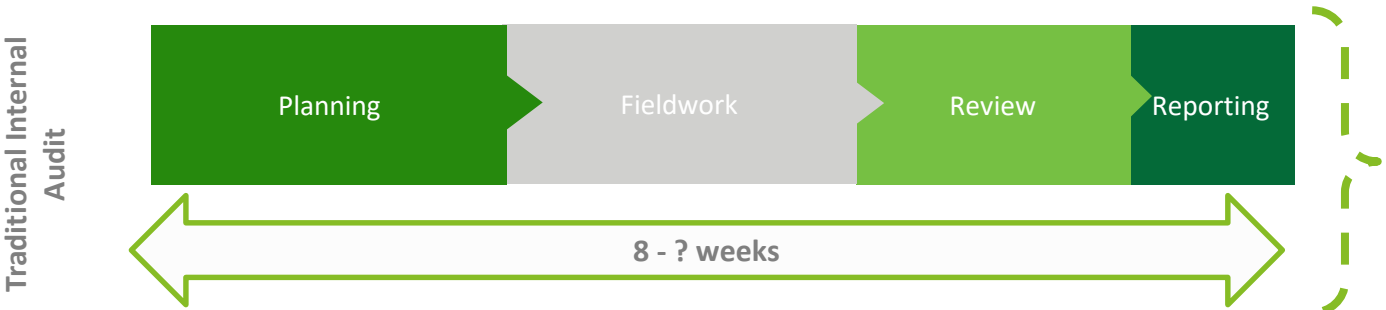 Traditional Internal
Audit
Planning
Fieldwork
Review
Reporting
8 - ? weeks